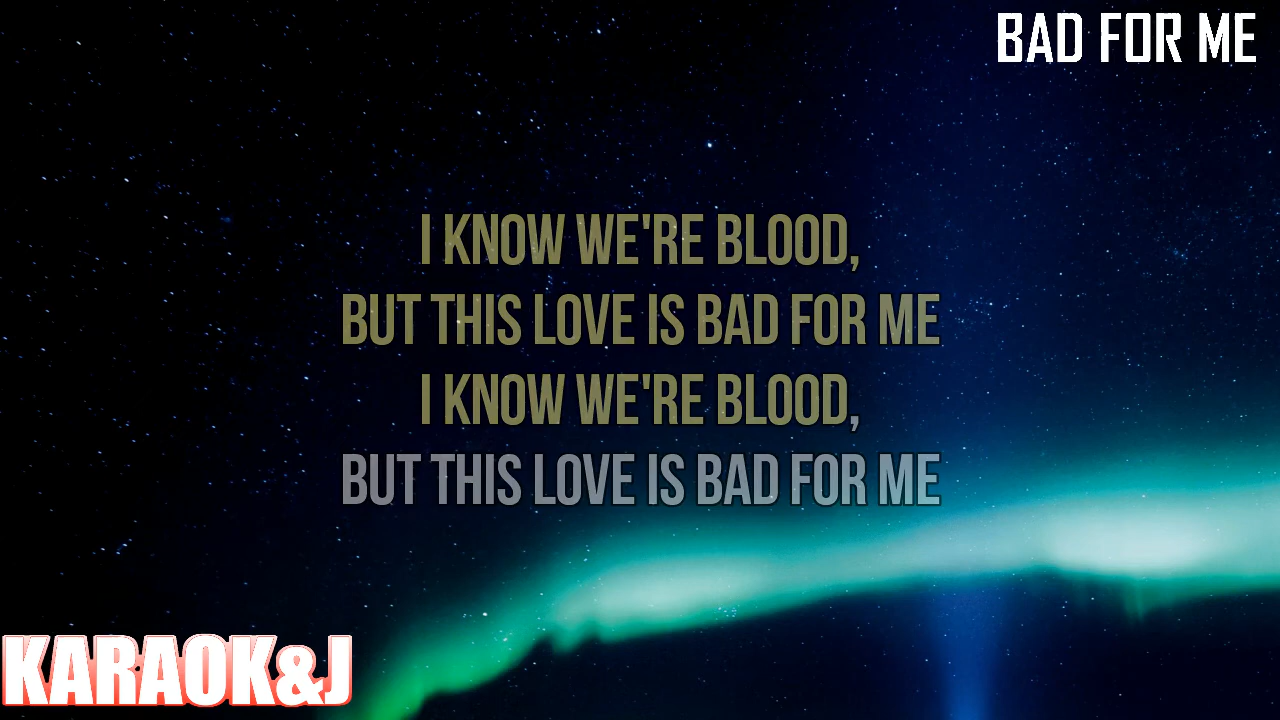 BAD FOR ME
I KNOW WE'RE BLOOD,
BUT THIS LOVE IS BAD FOR ME
I KNOW WE'RE BLOOD,
BUT THIS LOVE IS BAD FOR ME
KARAOK&J